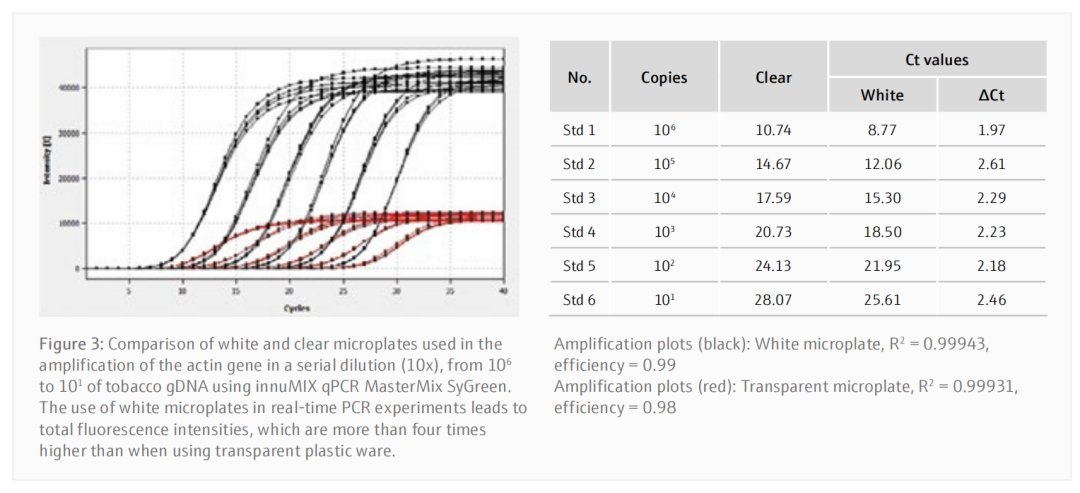 Intensity [I]
40000
30000
20000
10000
0
5 10 15 20 25 30 35 40
Cycles
Figure 3: Comparison of white and clear microplates used in the
amplification of the actin gene in a serial dilution (10x), from 10⁶
to 10¹ of tobacco gDNA using innuMIX qPCR MasterMix SyGreen.
The use of white microplates in real-time PCR experiments leads to
total fluorescence intensities, which are more than four times
higher than when using transparent plastic ware.
No. Copies Clear Ct values
White ΔCt
Std 1 10⁶ 10.74 8.77 1.97
Std 2 10⁵ 14.67 12.06 2.61
Std 3 10⁴ 17.59 15.30 2.29
Std 4 10³ 20.73 18.50 2.23
Std 5 10² 24.13 21.95 2.18
Std 6 10¹ 28.07 25.61 2.46
Amplification plots (black): White microplate, R² = 0.99943,
efficiency = 0.99
Amplification plots (red): Transparent microplate, R² = 0.99931,
efficiency = 0.98